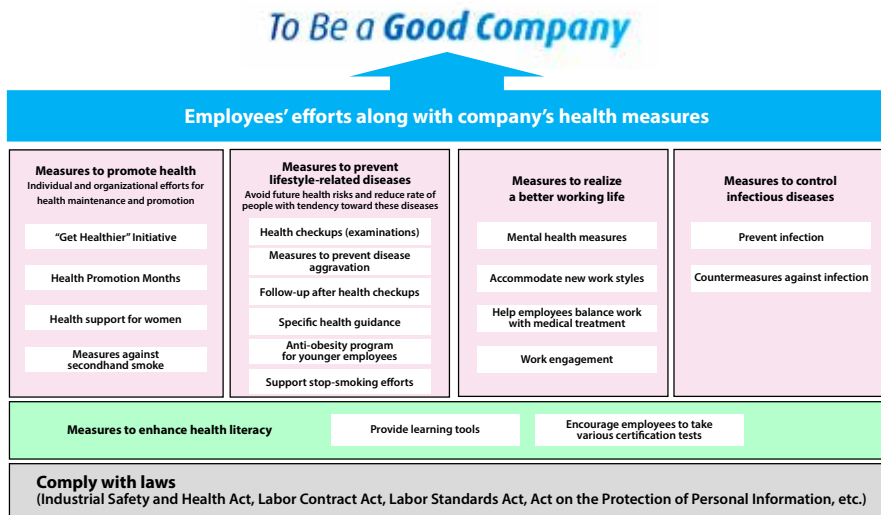 To Be a Good Company
Employees' efforts along with company's health measures
Measures to promote health
Individual and organizational efforts for
health maintenance and promotion
"Get Healthier" Initiative
Health Promotion Months
Health support for women
Measures against
secondhand smoke
Measures to prevent
lifestyle-related diseases
Avoid future health risks and reduce rate of
people with tendency toward these diseases
Health checkups (examinations)
Measures to prevent disease
aggravation
Follow-up after health checkups
Specific health guidance
Anti-obesity program
for younger employees
Support stop-smoking efforts
Measures to realize
a better working life
Mental health measures
Accommodate new work styles
Help employees balance work
with medical treatment
Work engagement
Measures to control
infectious diseases
Prevent infection
Countermeasures against infection
Measures to enhance health literacy
Provide learning tools
Encourage employees to take
various certification tests
Comply with laws
(Industrial Safety and Health Act, Labor Contract Act, Labor Standards Act, Act on the Protection of Personal Information, etc.)